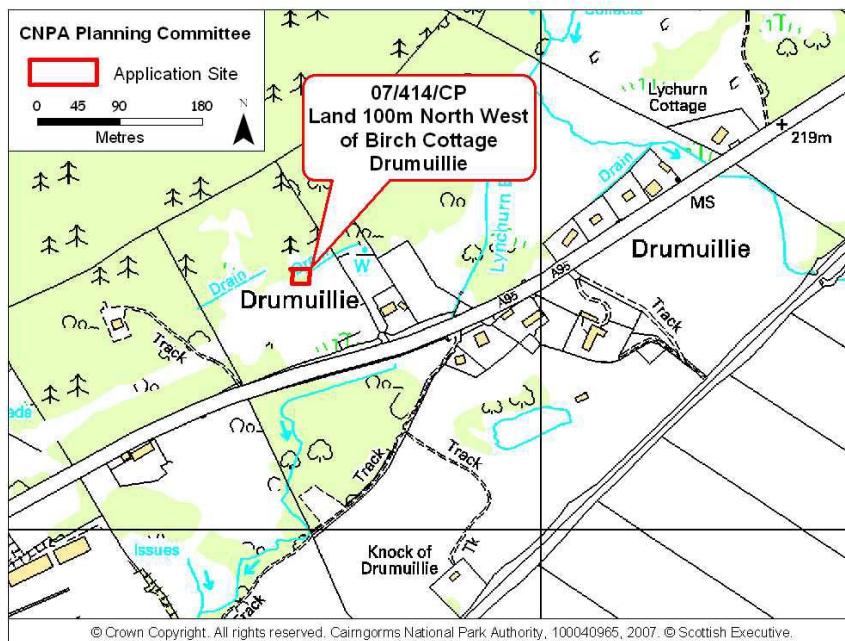 CNPA Planning Committee
Application Site
0 45 90 180
Metres
N
07/414/CP
Land 100m North West
of Birch Cottage
Drumuillie
Collects
Lychurn
Cottage
219m
Drain
MS
Lynchurn
Drumuillie
W
Drain
Drumuillie
A95
A95
Track
Track
Track
Track
Issues
Knock of
Drumuillie
Tk
© Crown Copyright. All rights reserved. Cairngorms National Park Authority, 100040965, 2007. © Scottish Executive.